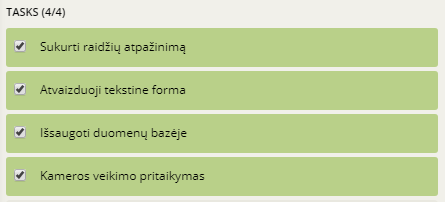 TASKS (4/4)
Sukurti raidžių atpažinimą
Atvaizduoji tekstine forma
Išsaugoti duomenų bazėje
Kameros veikimo pritaikymas